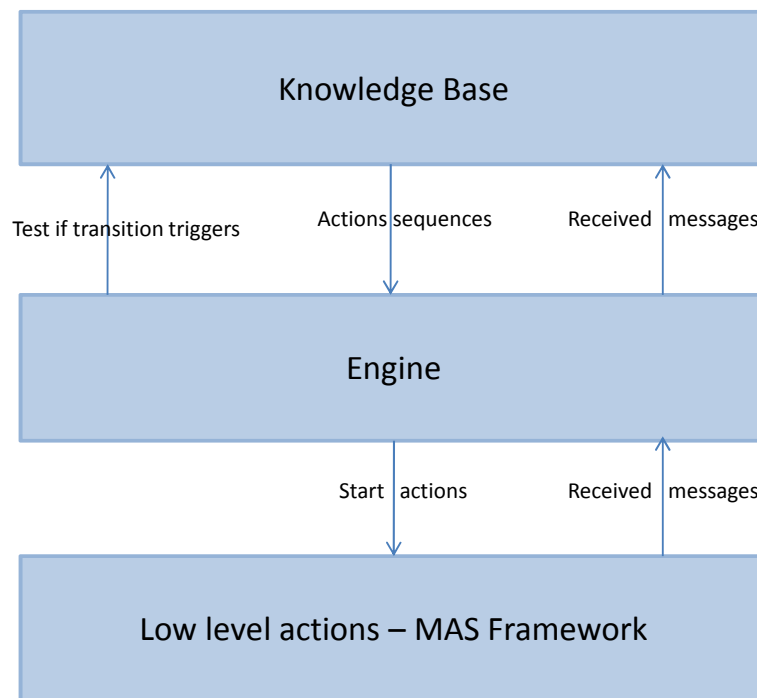 Knowledge Base
Test if transition triggers
Actions sequences
Received messages
Engine
Start actions
Received messages
Low level actions – MAS Framework